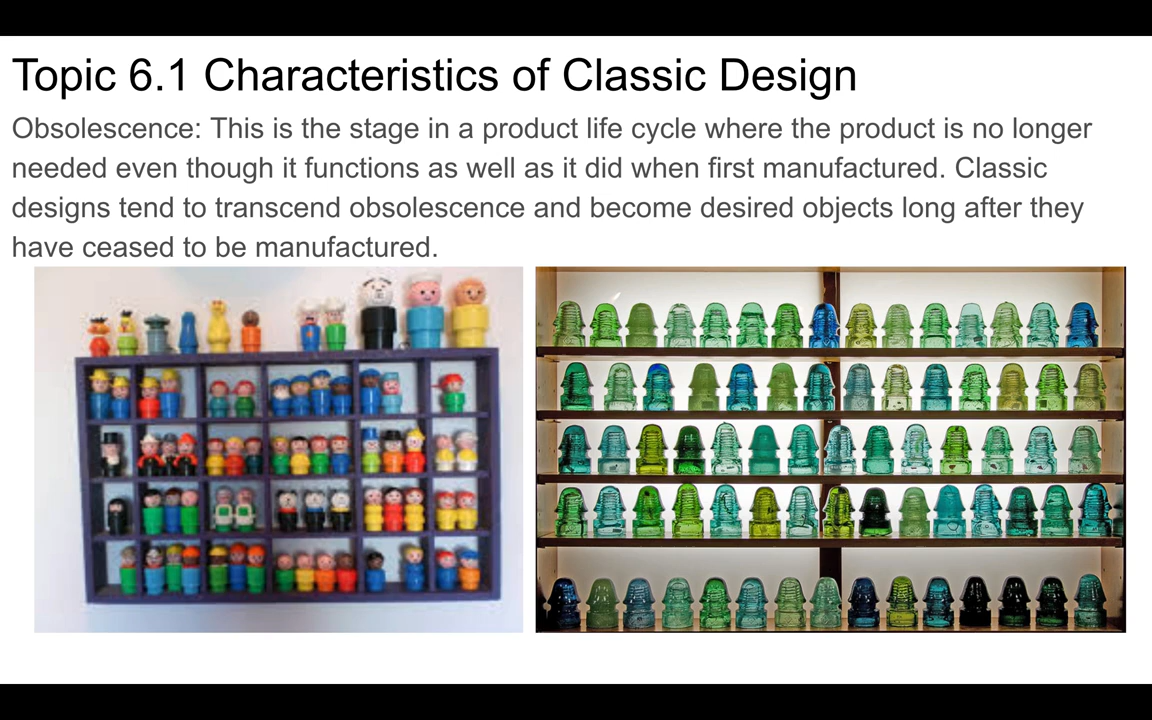 Topic 6.1 Characteristics of Classic Design
Obsolescence: This is the stage in a product life cycle where the product is no longer
needed even though it functions as well as it did when first manufactured. Classic
designs tend to transcend obsolescence and become desired objects long after they
have ceased to be manufactured.